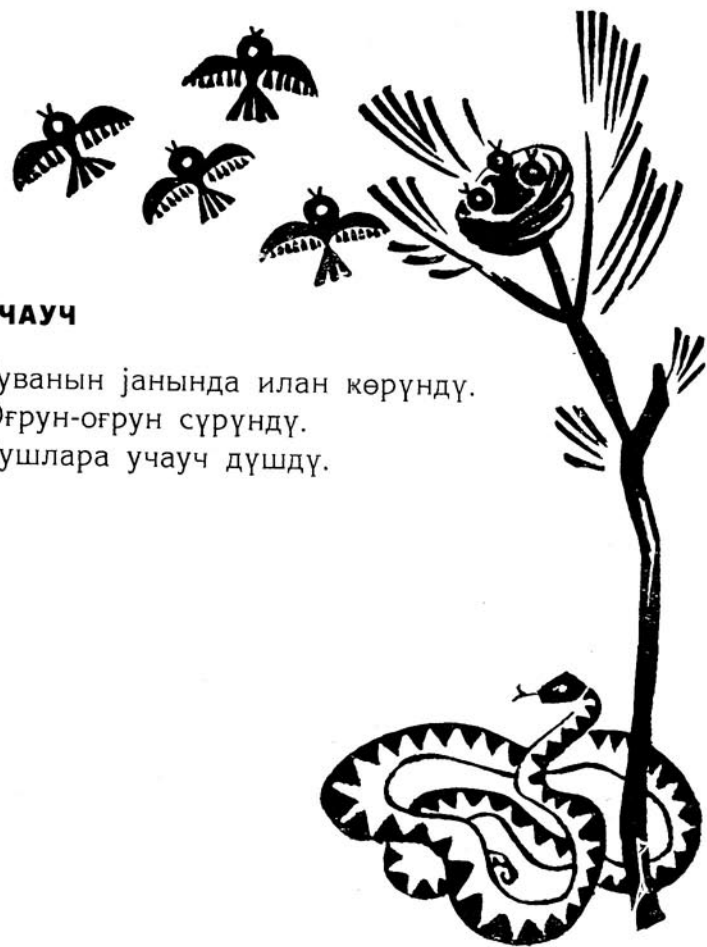 ЧАУЧ
уванын јанында илан көрүндү.
Оғрун-оғрун сүрүндү.
ушлара учауч дүшдү.